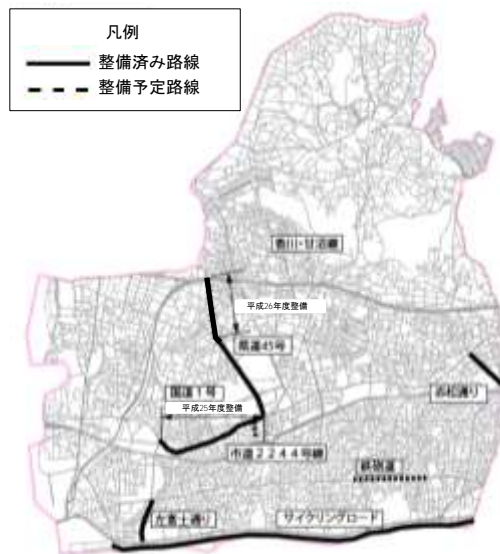 凡例
整備済み路線
整備予定路線
香川・甘沼線
平成26年度整備
県道45号
赤松通り
国道1号
平成25年度整備
市道2244号線
鉄砲道
左富士通り
サイクリングロード